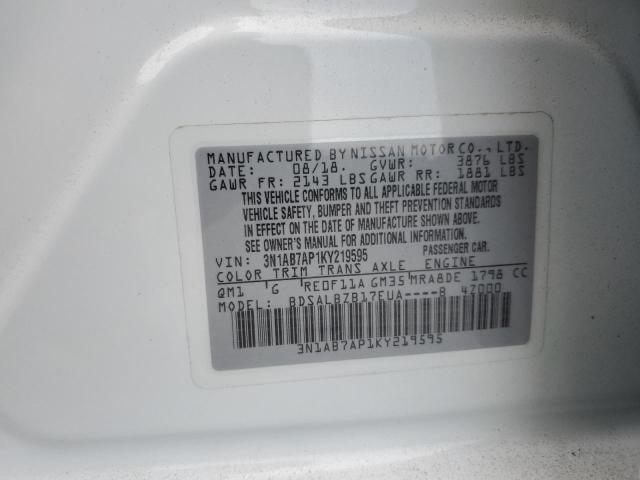 MANUFACTURED BY NISSAN MOTOR CO., LTD.
DATE: 08/18. GVWR: 3876 LBS
GAWR FR: 2143 LBS GAWR RR: 1881 LBS
THIS VEHICLE CONFORMS TO ALL APPLICABLE FEDERAL MOTOR
VEHICLE SAFETY, BUMPER AND THEFT PREVENTION STANDARDS
IN EFFECT ON THE DATE OF MANUFACTURE SHOWN ABOVE.
SEE OWNER'S MANUAL FOR ADDITIONAL INFORMATION.
VIN: 3N1AB7AP1KY219595 PASSENGER CAR.
COLOR TRIM TRANS AXLE ENGINE
QM1 G RE0F11A GM35 MRA8DE 1798 CC
MODEL: BDSALBZB17EUA----B 4Z000
3N1AB7AP1KY219595